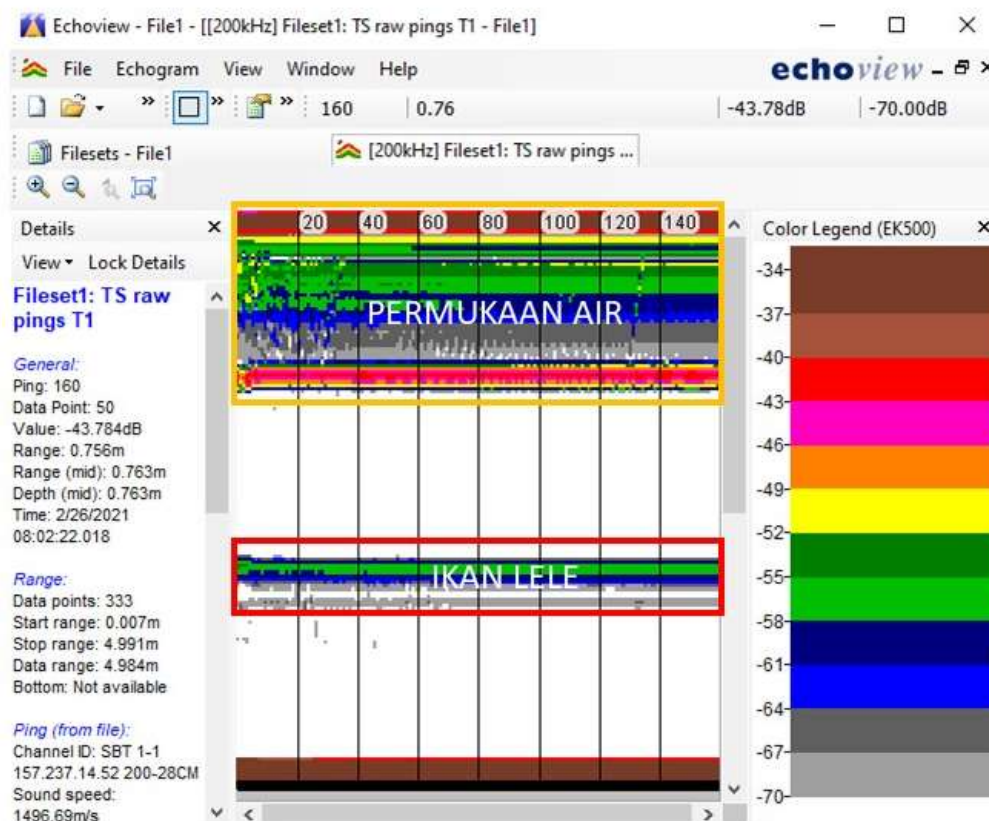 Echoview - File1 - [[200kHz] Fileset1: TS raw pings T1 - File1]
File Echogram View Window Help
echoview
» » » 160 0.76 -43.78dB -70.00dB
Filesets - File1 [200kHz] Fileset1: TS raw pings ...
Details
View Lock Details
Fileset1: TS raw
pings T1
General:
Ping: 160
Data Point: 50
Value: -43.784dB
Range: 0.756m
Range (mid): 0.763m
Depth (mid): 0.763m
Time: 2/26/2021
08:02:22.018
Range:
Data points: 333
Start range: 0.007m
Stop range: 4.991m
Data range: 4.984m
Bottom: Not available
Ping (from file):
Channel ID: SBT 1-1
157.237.14.52 200-28CM
Sound speed:
1496.69m/s
20 40 60 80 100 120 140
PERMUKAAN AIR
IKAN LELE
Color Legend (EK500)
-34
-37
-40
-43
-46
-49
-52
-55
-58
-61
-64
-67
-70